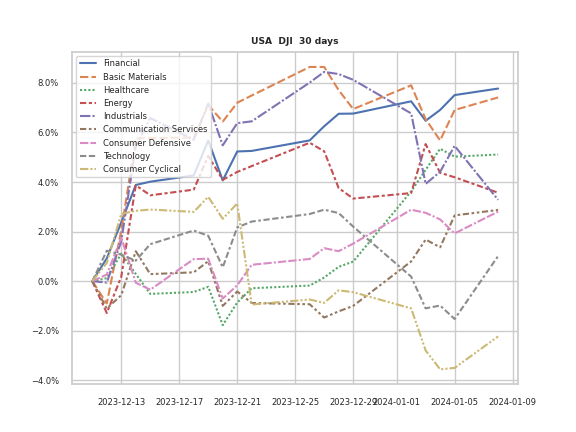 USA DJI 30 days
Financial
Basic Materials
Healthcare
Energy
Industrials
Communication Services
Consumer Defensive
Technology
Consumer Cyclical
8.0%
6.0%
4.0%
2.0%
0.0%
−2.0%
−4.0%
2023-12-13 2023-12-17 2023-12-21 2023-12-25 2023-12-29 2024-01-01 2024-01-05 2024-01-09